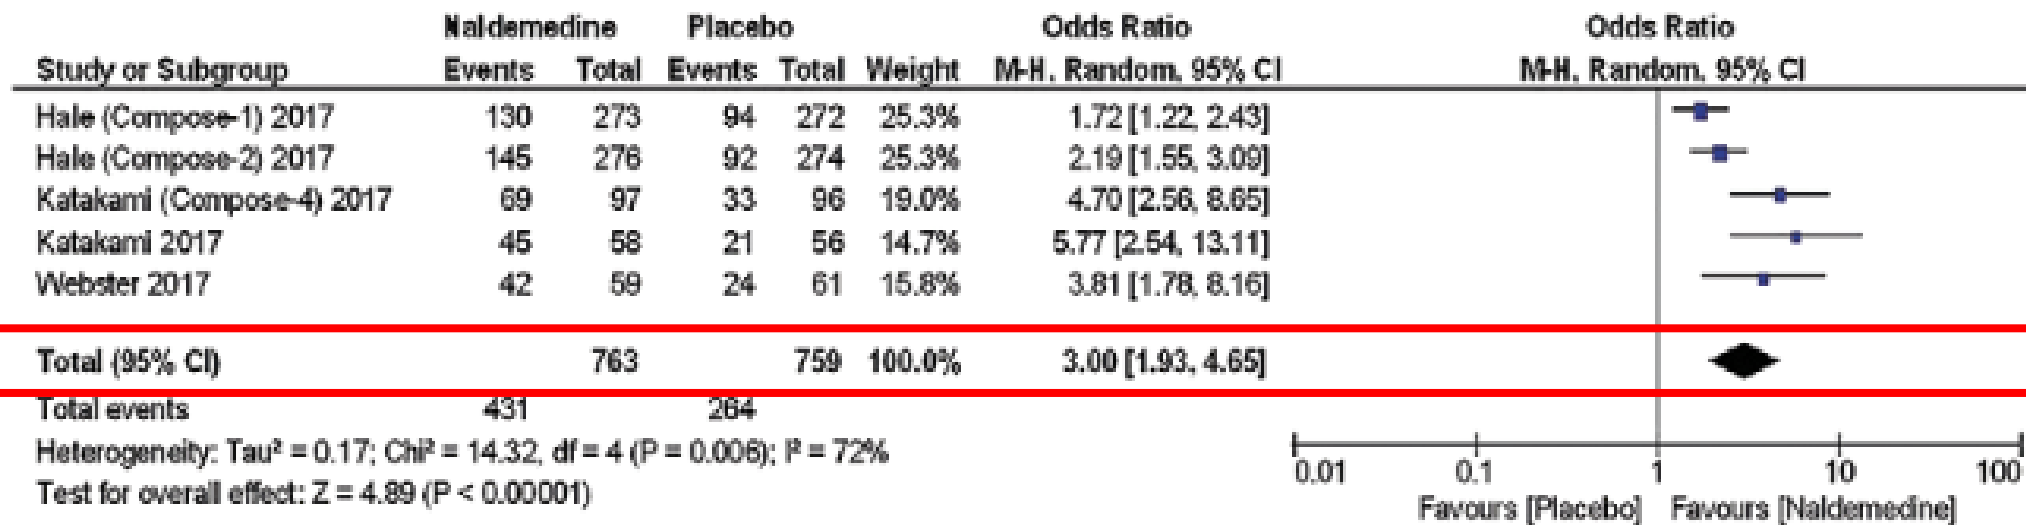 Naldemedine Placebo Odds Ratio Odds Ratio
Study or Subgroup Events Total Events Total Weight M-H. Random. 95% CI M-H. Random. 95% CI
Hale (Compose-1) 2017 130 273 94 272 25.3% 1.72 [1.22, 2.43]
Hale (Compose-2) 2017 145 276 92 274 25.3% 2.19 [1.55, 3.09]
Katakami (Compose-4) 2017 69 97 33 96 19.0% 4.70 [2.56, 8.65]
Katakami 2017 45 58 21 56 14.7% 5.77 [2.54, 13.11]
Webster 2017 42 59 24 61 15.8% 3.81 [1.78, 8.16]
Total (95% CI) 763 759 100.0% 3.00 [1.93, 4.65]
Total events 431 264
Heterogeneity: Tau² = 0.17; Chi² = 14.32, df = 4 (P = 0.006); I² = 72%
Test for overall effect: Z = 4.89 (P < 0.00001)
0.01 0.1 1 10 100
Favours [Placebo] Favours [Naldemedine]